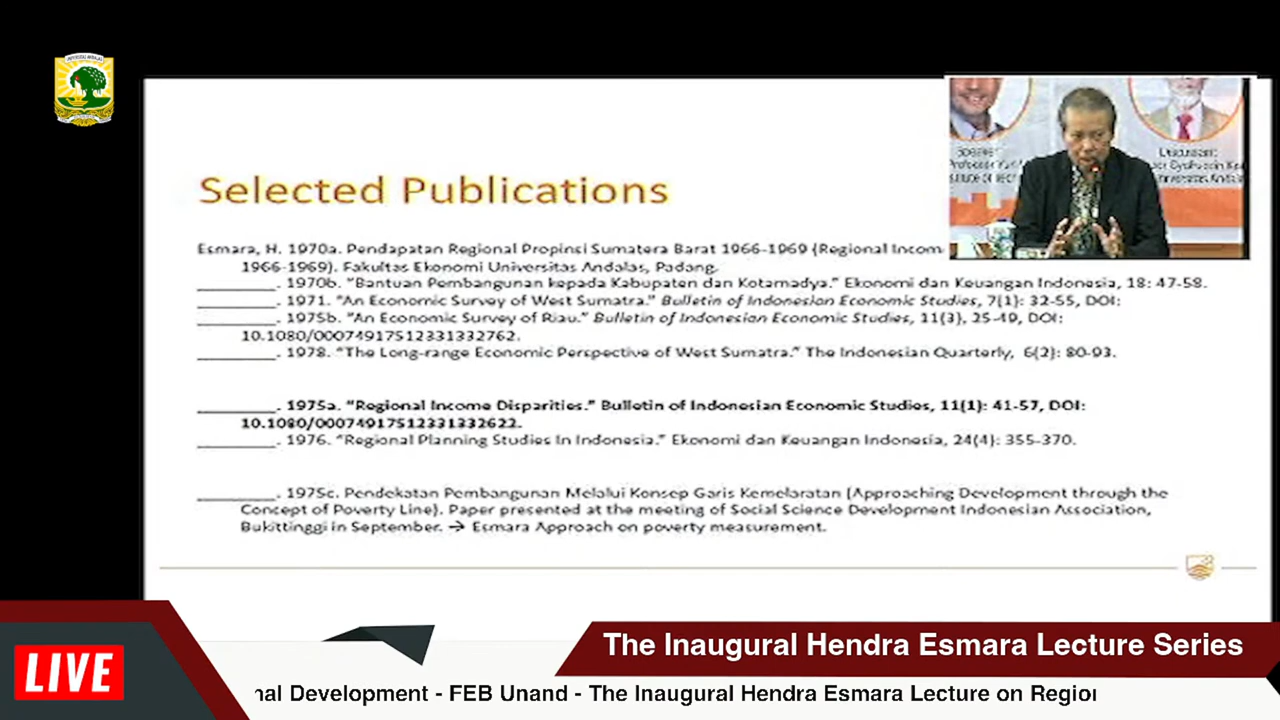 Selected Publications
Esmara, H. 1970a. Pendapatan Regional Propinsi Sumatera Barat 1966-1969 (Regional Incom
1966-1969). Fakultas Ekonomi Universitas Andalas, Padang.
_________. 1970b. “Bantuan Pembangunan kepada Kabupaten dan Kotamadya.” Ekonomi dan Keuangan Indonesia, 18: 47-58.
_________. 1971. “An Economic Survey of West Sumatra.” Bulletin of Indonesian Economic Studies, 7(1): 32-55, DOI:
_________. 1975b. “An Economic Survey of Riau.” Bulletin of Indonesian Economic Studies, 11(3), 25-49, DOI:
10.1080/00074917512331332762.
_________. 1978. “The Long-range Economic Perspective of West Sumatra.” The Indonesian Quarterly, 6(2): 80-93.
_________. 1975a. “Regional Income Disparities.” Bulletin of Indonesian Economic Studies, 11(1): 41-57, DOI:
10.1080/00074917512331332622.
_________. 1976. “Regional Planning Studies In Indonesia.” Ekonomi dan Keuangan Indonesia, 24(4): 355-370.
_________. 1975c. Pendekatan Pembangunan Melalui Konsep Garis Kemelaratan (Approaching Development through the
Concept of Poverty Line). Paper presented at the meeting of Social Science Development Indonesian Association,
Bukittinggi in September. → Esmara Approach on poverty measurement.
The Inaugural Hendra Esmara Lecture Series
LIVE
nal Development - FEB Unand - The Inaugural Hendra Esmara Lecture on Region